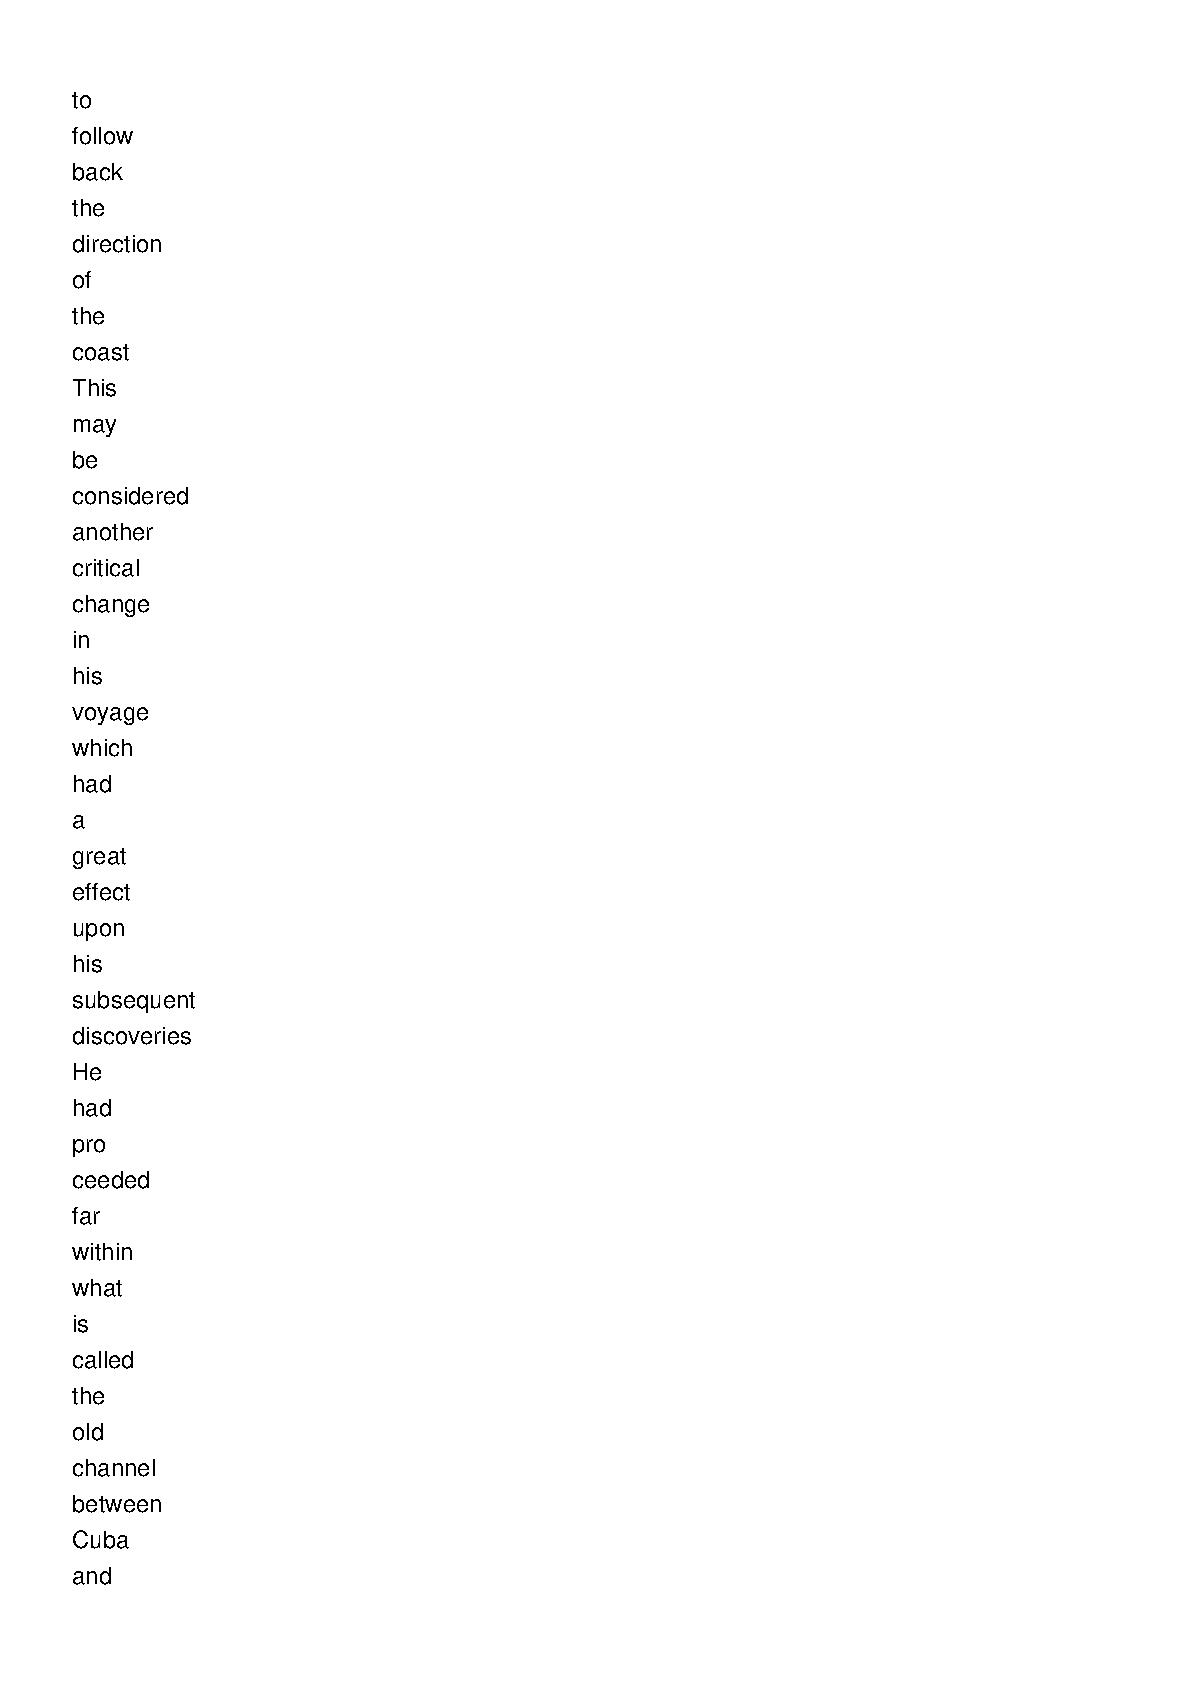 to
follow
back
the
direction
of
the
coast
This
may
be
considered
another
critical
change
in
his
voyage
which
had
a
great
effect
upon
his
subsequent
discoveries
He
had
pro
ceeded
far
within
what
is
called
the
old
channel
between
Cuba
and